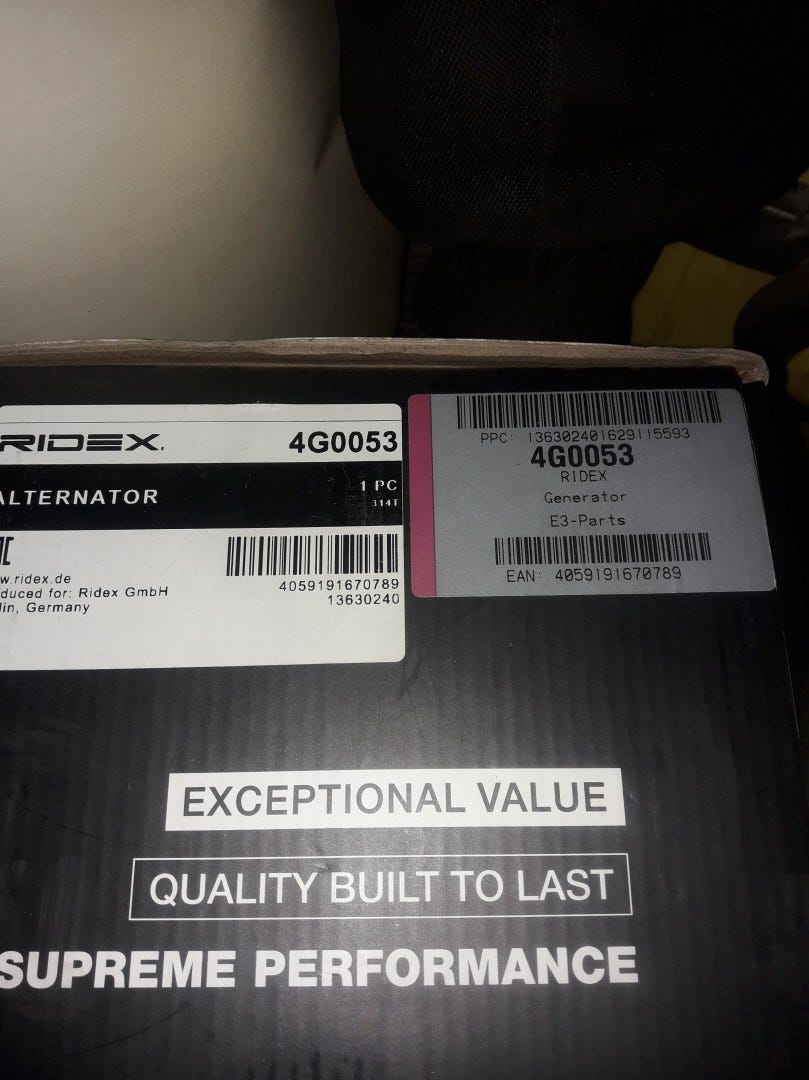 RIDEX
4G0053
ALTERNATOR
1 PC
314T
w.ridex.de
duced for: Ridex GmbH
lin, Germany
4059191670789
13630240
PPC: 136302401629115593
4G0053
RIDEX
Generator
E3-Parts
EAN: 4059191670789
EXCEPTIONAL VALUE
QUALITY BUILT TO LAST
SUPREME PERFORMANCE